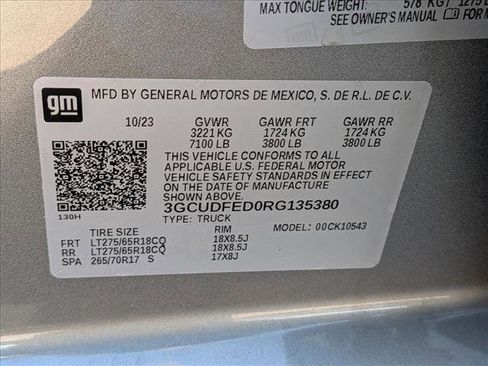 MAX TONGUE WEIGHT: 578 KG / 1275
SEE OWNER'S MANUAL FOR
gm
MFD BY GENERAL MOTORS DE MEXICO, S. DE R.L. DE C.V.
10/23 GVWR GAWR FRT GAWR RR
3221 KG 1724 KG 1724 KG
7100 LB 3800 LB 3800 LB
THIS VEHICLE CONFORMS TO ALL
APPLICABLE U.S. FEDERAL MOTOR
VEHICLE SAFETY STANDARDS IN EFFECT
ON THE DATE OF MANUFACTURE
SHOWN ABOVE.
3GCUDFED0RG135380
130H
TYPE: TRUCK
MODEL: 00CK10543
TIRE SIZE RIM
FRT LT275/65R18CQ 18X8.5J
RR LT275/65R18CQ 18X8.5J
SPA 265/70R17 S 17X8J